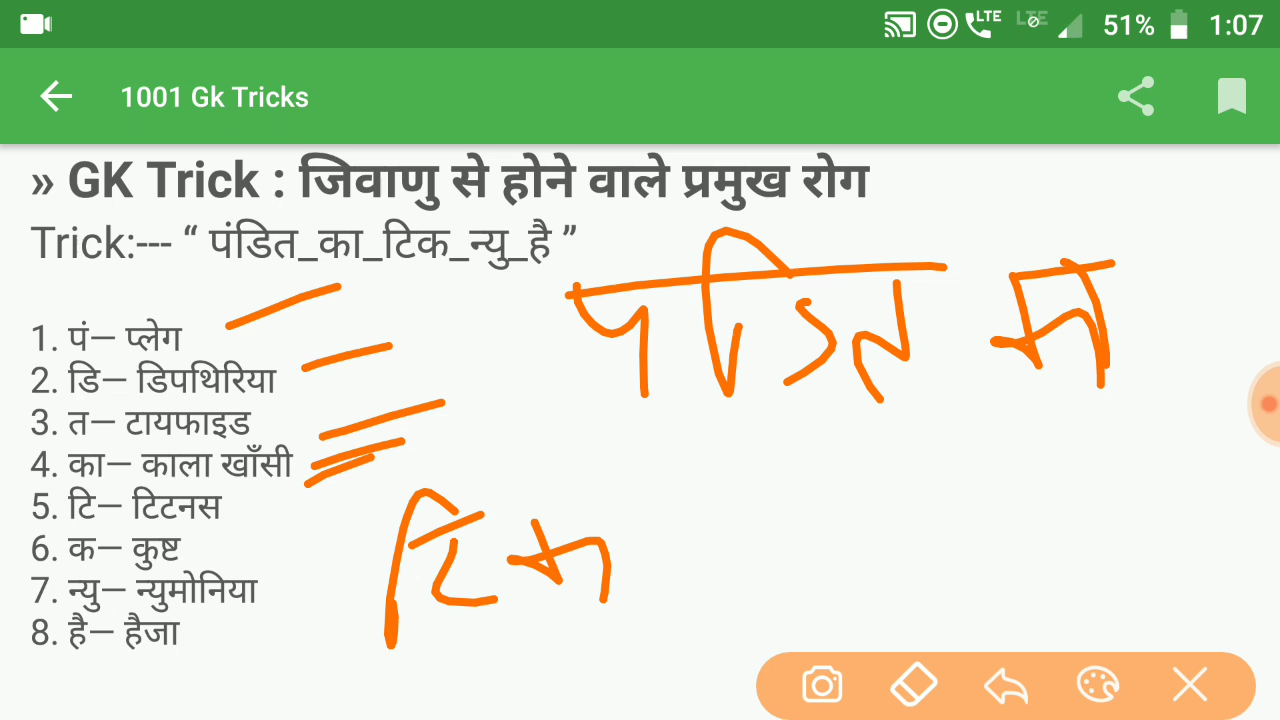 LTE LTE 51% 1:07
1001 Gk Tricks
» GK Trick : जिवाणु से होने वाले प्रमुख रोग
Trick:--- “ पंडित_का_टिक_न्यु_है ”
1. पं— प्लेग
2. डि— डिपथिरिया
3. त— टायफाइड
4. का— काला खाँसी
5. टि— टिटनस
6. क— कुष्ट
7. न्यु— न्युमोनिया
8. है— हैजा